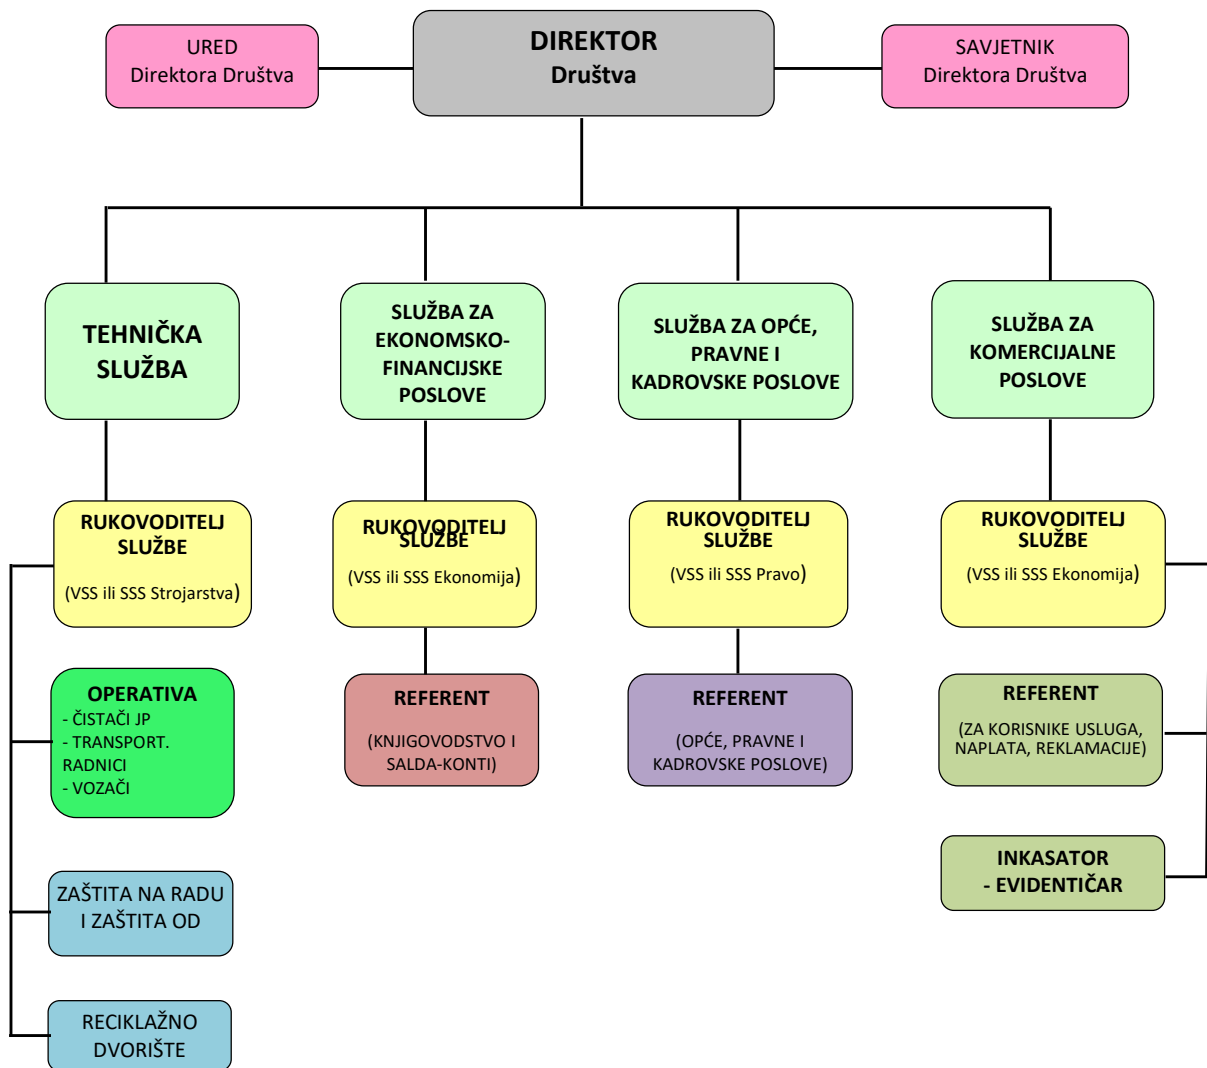 URED
Direktora Društva
DIREKTOR
Društva
SAVJETNIK
Direktora Društva
TEHNIČKA
SLUŽBA
SLUŽBA ZA
EKONOMSKO-
FINANCIJSKE
POSLOVE
SLUŽBA ZA OPĆE,
PRAVNE I
KADROVSKE POSLOVE
SLUŽBA ZA
KOMERCIJALNE
POSLOVE
RUKOVODITELJ
SLUŽBE
(VSS ili SSS Strojarstva)
RUKOVODITELJ
SLUŽBE
(VSS ili SSS Ekonomija)
RUKOVODITELJ
SLUŽBE
(VSS ili SSS Pravo)
RUKOVODITELJ
SLUŽBE
(VSS ili SSS Ekonomija)
OPERATIVA
- ČISTAČI JP
- TRANSPORT.
RADNICI
- VOZAČI
REFERENT
(KNJIGOVODSTVO I
SALDA-KONTI)
REFERENT
(OPĆE, PRAVNE I
KADROVSKE POSLOVE)
REFERENT
(ZA KORISNIKE USLUGA,
NAPLATA, REKLAMACIJE)
INKASATOR
- EVIDENTIČAR
ZAŠTITA NA RADU
I ZAŠTITA OD
RECIKLAŽNO
DVORIŠTE